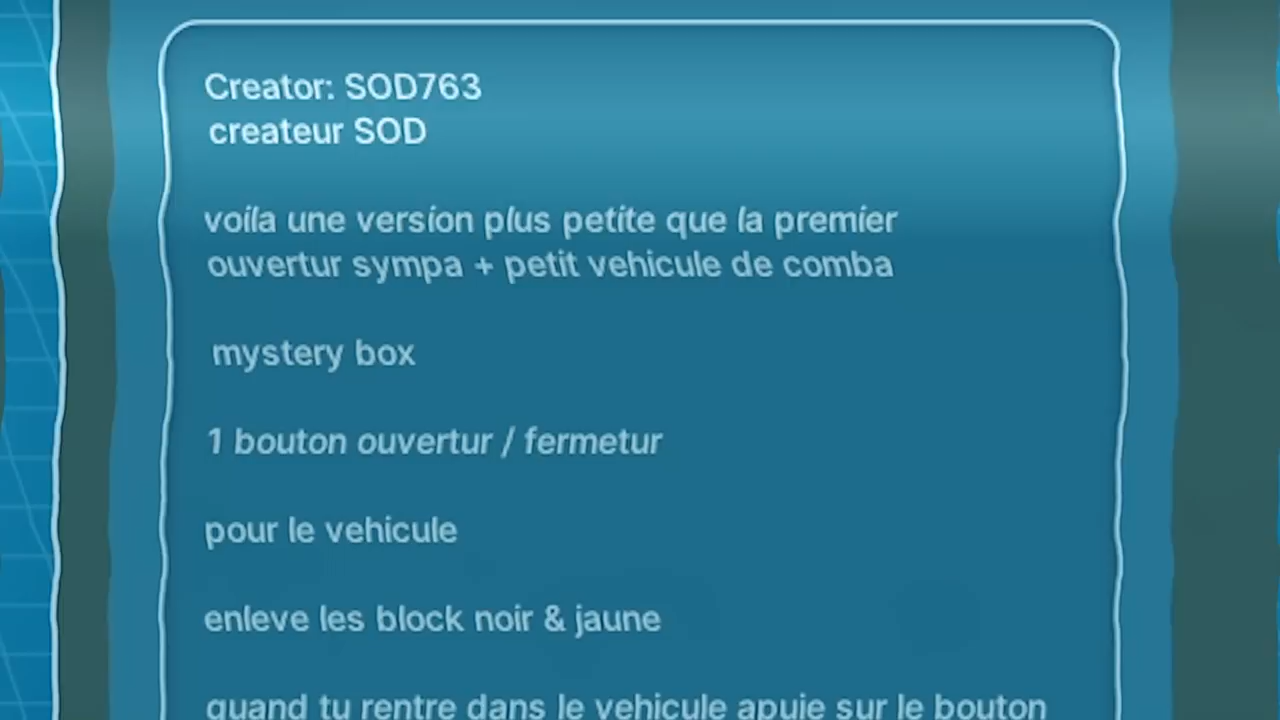 Creator: SOD763
createur SOD
voila une version plus petite que la premier
ouvertur sympa + petit vehicule de comba
mystery box
1 bouton ouvertur / fermetur
pour le vehicule
enleve les block noir & jaune
quand tu rentre dans le vehicule apuie sur le bouton